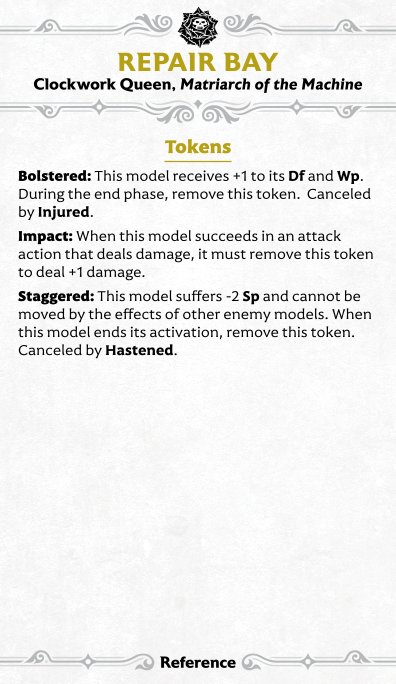 REPAIR BAY
Clockwork Queen, Matriarch of the Machine
Tokens
Bolstered: This model receives +1 to its Df and Wp.
During the end phase, remove this token.  Canceled
by Injured.
Impact: When this model succeeds in an attack
action that deals damage, it must remove this token
to deal +1 damage.
Staggered: This model suffers -2 Sp and cannot be
moved by the effects of other enemy models. When
this model ends its activation, remove this token.
Canceled by Hastened.
Reference